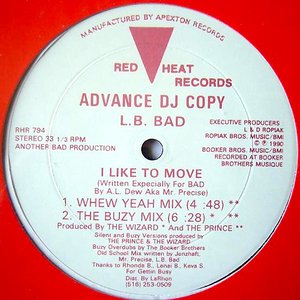 MANUFACTURED BY APEXTON RECORDS
RED HEAT
RECORDS
ADVANCE DJ COPY
L.B. BAD
RHR 794
STEREO 33 1/3 RPM
ANOTHER BAD PRODUCTION
EXECUTIVE PRODUCERS
L & D ROPIAK
ROPIAK BROS. MUSIC/BMI
© ℗ 1990
BOOKER BROS. MUSIC/BMI
RECORDED AT BOOKER
BROTHERS MUSIQUE
I LIKE TO MOVE
(Written Expecially For BAD
By A.L. Dew Aka Mr. Precise)
1. WHEW YEAH MIX (4 :48) **
2. THE BUZY MIX (6 :28) * **
Produced By THE WIZARD * And THE PRINCE **
Silent and Buzy Versions produced by
THE PRINCE & THE WIZARD
Buzy Overdubs by The Booker Brothers
Old School Mix written by Jenzhant,
Mr. Precise, L.B. Bad
Thanks to Rhonda B., Lenai B., Keva S.
For Gettin Busy
Dist. by LaRhon
(516) 253-0509